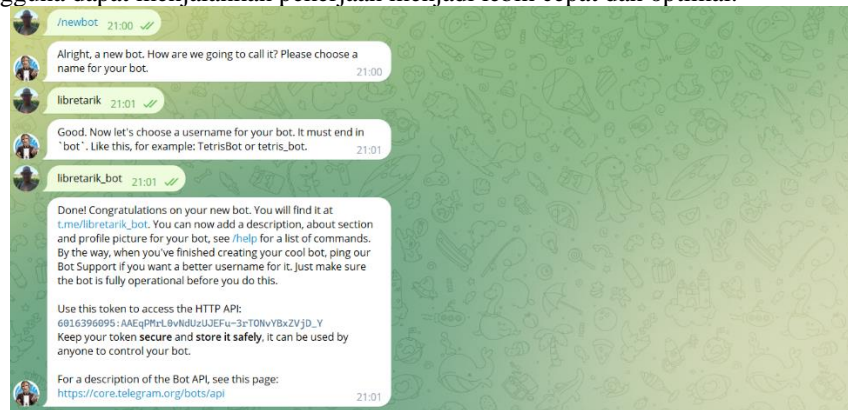 dapat menjalankan pekerjaan menjadi lebih cepat dan optimal.
/newbot 21:00
Alright, a new bot. How are we going to call it? Please choose a
name for your bot. 21:00
libretarik 21:01
Good. Now let's choose a username for your bot. It must end in
`bot`. Like this, for example: TetrisBot or tetris_bot. 21:01
libretarik_bot 21:01
Done! Congratulations on your new bot. You will find it at
t.me/libretarik_bot. You can now add a description, about section
and profile picture for your bot, see /help for a list of commands.
By the way, when you've finished creating your cool bot, ping our
Bot Support if you want a better username for it. Just make sure
the bot is fully operational before you do this.
Use this token to access the HTTP API:
6016396095:AAEqPMrL0vNdUzUJEFu-3rTONvYBxZVjD_Y
Keep your token secure and store it safely, it can be used by
anyone to control your bot.
For a description of the Bot API, see this page:
https://core.telegram.org/bots/api 21:01